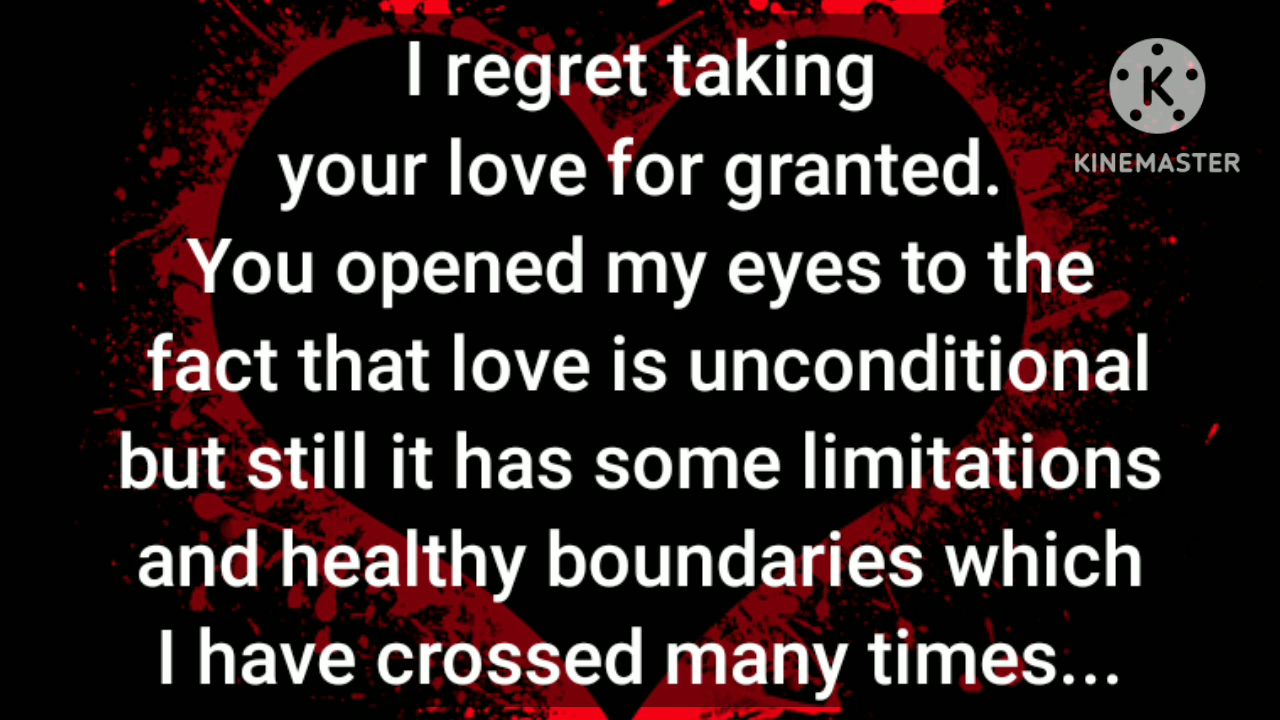 I regret taking
your love for granted.
You opened my eyes to the
fact that love is unconditional
but still it has some limitations
and healthy boundaries which
I have crossed many times...
K
KINEMASTER